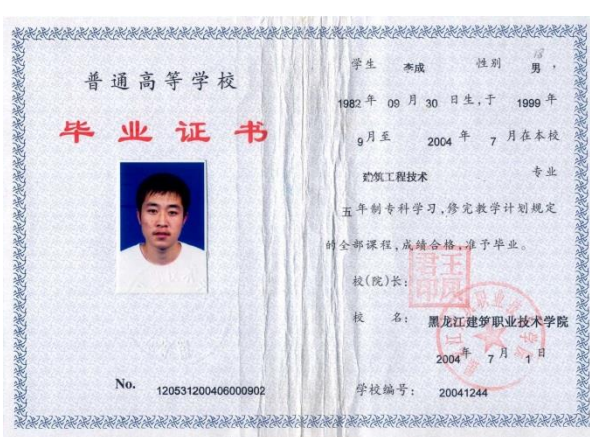 普通高等学校
毕业证书
No. 120531200406000902
学生 李成 性别 男 ,
1982 年 09 月 30 日生,于 1999 年
9 月至 2004 年 7 月在本校
建筑工程技术 专业
五 年制专科学习,修完教学计划规定
的全部课程,成绩合格,准予毕业。
校(院)长:
校 名: 黑龙江建筑职业技术学院
2004 年 7 月 1 日
学校编号: 20041244